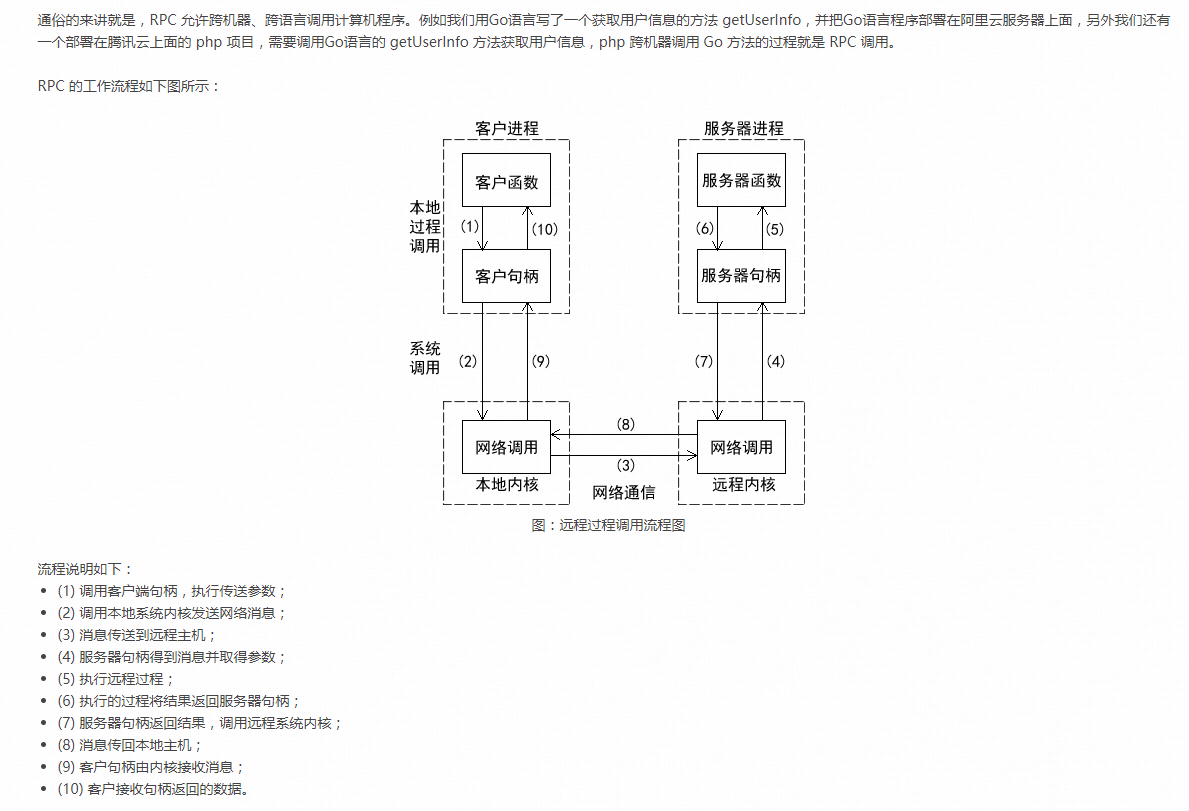 通俗的来讲就是，RPC 允许跨机器、跨语言调用计算机程序。例如我们用Go语言写了一个获取用户信息的方法 getUserInfo，并把Go语言程序部署在阿里云服务器上面，另外我们还有
一个部署在腾讯云上面的 php 项目，需要调用Go语言的 getUserInfo 方法获取用户信息，php 跨机器调用 Go 方法的过程就是 RPC 调用。
RPC 的工作流程如下图所示：
客户进程
服务器进程
客户函数
服务器函数
本地
过程
调用
(1)
(10)
(6)
(5)
客户句柄
服务器句柄
系统
调用
(2)
(9)
(7)
(4)
(8)
网络调用
网络调用
(3)
本地内核
网络通信
远程内核
图：远程过程调用流程图
流程说明如下：
• (1) 调用客户端句柄，执行传送参数；
• (2) 调用本地系统内核发送网络消息；
• (3) 消息传送到远程主机；
• (4) 服务器句柄得到消息并取得参数；
• (5) 执行远程过程；
• (6) 执行的过程将结果返回服务器句柄；
• (7) 服务器句柄返回结果，调用远程系统内核；
• (8) 消息传回本地主机；
• (9) 客户句柄由内核接收消息；
• (10) 客户接收句柄返回的数据。